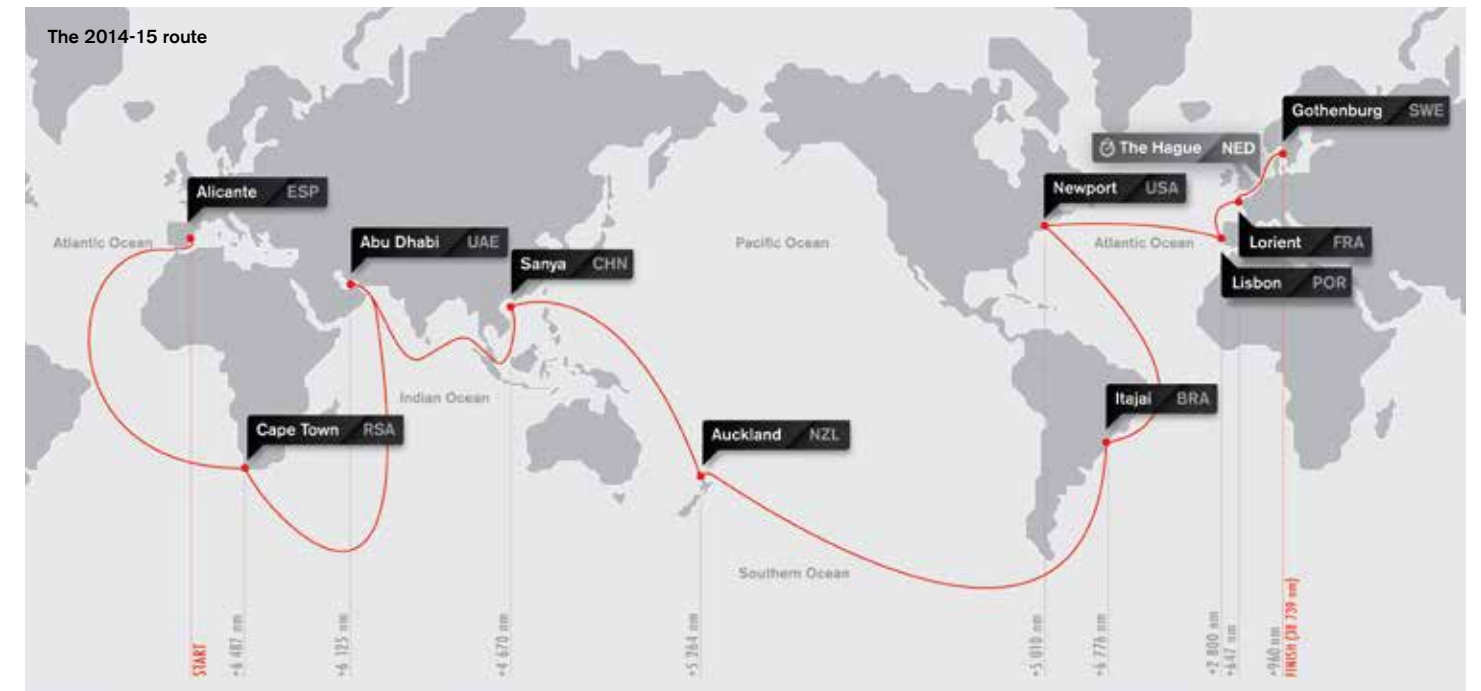 The 2014-15 route
Gothenburg SWE
The Hague NED
Alicante ESP
Newport USA
Atlantic Ocean
Abu Dhabi UAE
Pacific Ocean
Atlantic Ocean
Lorient FRA
Sanya CHN
Lisbon POR
Indian Ocean
Itajaí BRA
Cape Town RSA
Auckland NZL
Southern Ocean
START
+6 487 nm
+6 125 nm
+4 670 nm
+5 264 nm
+5 010 nm
+6 776 nm
+2 800 nm
+647 nm
+960 nm
FINISH (38 739 nm)